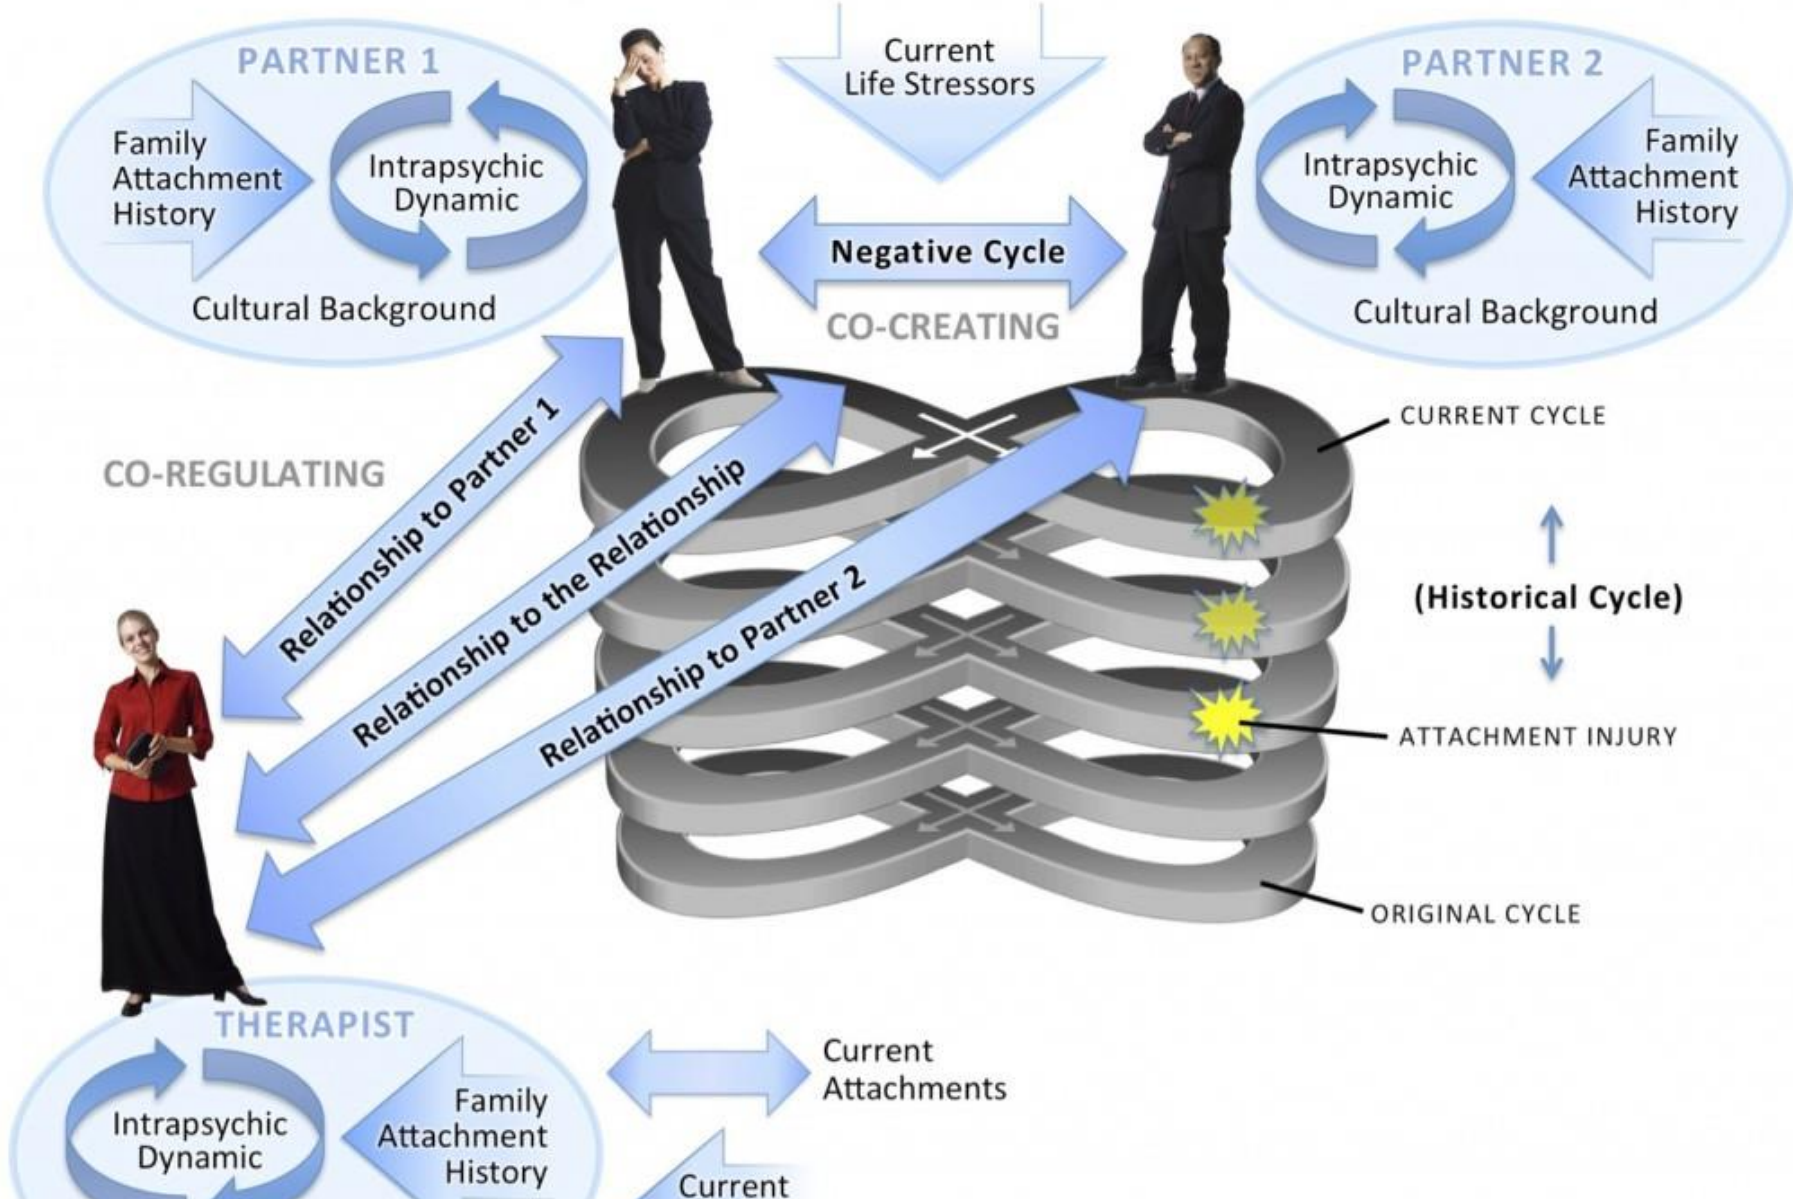 PARTNER 1
Family
Attachment
History
Intrapsychic
Dynamic
Cultural Background
Current
Life Stressors
Negative Cycle
CO-CREATING
PARTNER 2
Intrapsychic
Dynamic
Family
Attachment
History
Cultural Background
CO-REGULATING
Relationship to Partner 1
Relationship to the Relationship
Relationship to Partner 2
CURRENT CYCLE
(Historical Cycle)
ATTACHMENT INJURY
ORIGINAL CYCLE
THERAPIST
Intrapsychic
Dynamic
Family
Attachment
History
Current
Attachments
Current